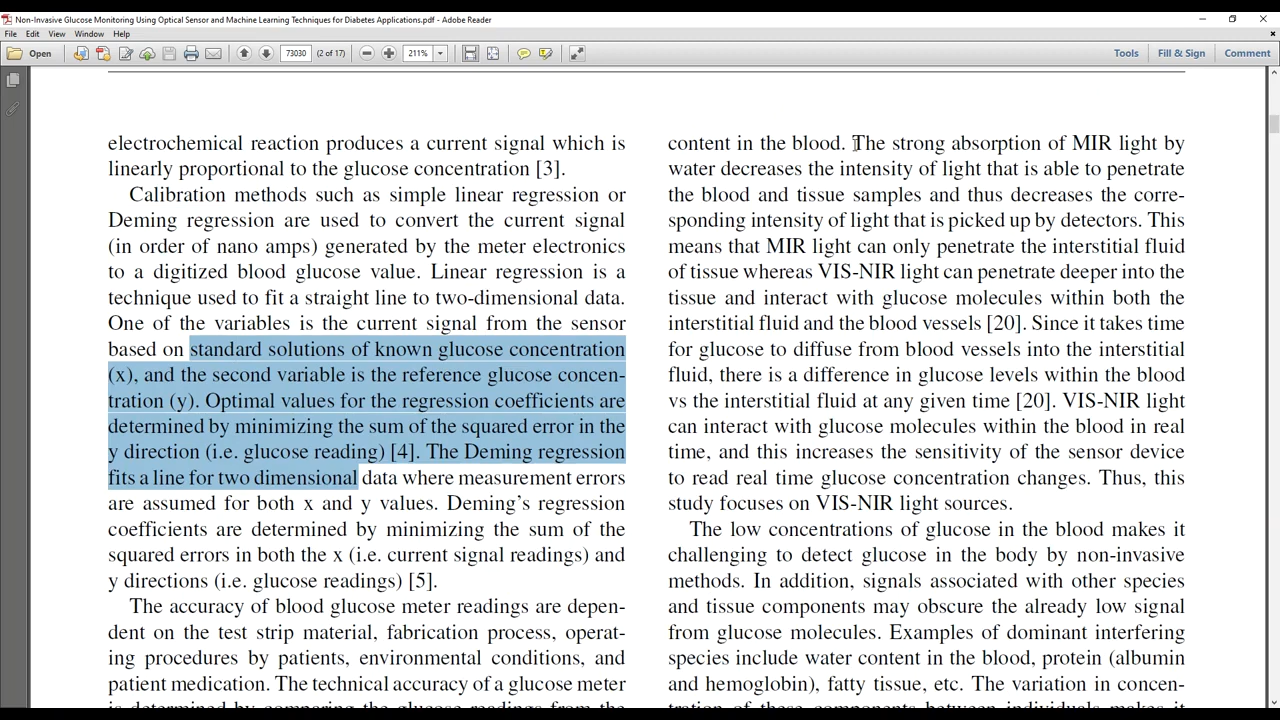 Non-Invasive Glucose Monitoring Using Optical Sensor and Machine Learning Techniques for Diabetes Applications.pdf - Adobe Reader
File Edit View Window Help
Open 73030 (2 of 17) 211% Tools Fill & Sign Comment
electrochemical reaction produces a current signal which is
linearly proportional to the glucose concentration [3].
Calibration methods such as simple linear regression or
Deming regression are used to convert the current signal
(in order of nano amps) generated by the meter electronics
to a digitized blood glucose value. Linear regression is a
technique used to fit a straight line to two-dimensional data.
One of the variables is the current signal from the sensor
based on standard solutions of known glucose concentration
(x), and the second variable is the reference glucose concen-
tration (y). Optimal values for the regression coefficients are
determined by minimizing the sum of the squared error in the
y direction (i.e. glucose reading) [4]. The Deming regression
fits a line for two dimensional data where measurement errors
are assumed for both x and y values. Deming's regression
coefficients are determined by minimizing the sum of the
squared errors in both the x (i.e. current signal readings) and
y directions (i.e. glucose readings) [5].
The accuracy of blood glucose meter readings are depen-
dent on the test strip material, fabrication process, operat-
ing procedures by patients, environmental conditions, and
patient medication. The technical accuracy of a glucose meter
is determined by comparing the glucose readings from the
content in the blood. The strong absorption of MIR light by
water decreases the intensity of light that is able to penetrate
the blood and tissue samples and thus decreases the corre-
sponding intensity of light that is picked up by detectors. This
means that MIR light can only penetrate the interstitial fluid
of tissue whereas VIS-NIR light can penetrate deeper into the
tissue and interact with glucose molecules within both the
interstitial fluid and the blood vessels [20]. Since it takes time
for glucose to diffuse from blood vessels into the interstitial
fluid, there is a difference in glucose levels within the blood
vs the interstitial fluid at any given time [20]. VIS-NIR light
can interact with glucose molecules within the blood in real
time, and this increases the sensitivity of the sensor device
to read real time glucose concentration changes. Thus, this
study focuses on VIS-NIR light sources.
The low concentrations of glucose in the blood makes it
challenging to detect glucose in the body by non-invasive
methods. In addition, signals associated with other species
and tissue components may obscure the already low signal
from glucose molecules. Examples of dominant interfering
species include water content in the blood, protein (albumin
and hemoglobin), fatty tissue, etc. The variation in concen-
tration of these components between individuals makes it